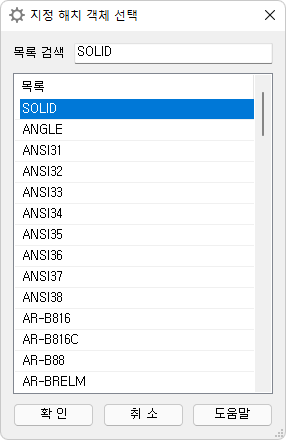 지정 해치 객체 선택
목록 검색 SOLID
목록
SOLID
ANGLE
ANSI31
ANSI32
ANSI33
ANSI34
ANSI35
ANSI36
ANSI37
ANSI38
AR-B816
AR-B816C
AR-B88
AR-BRELM
확 인 취 소 도움말